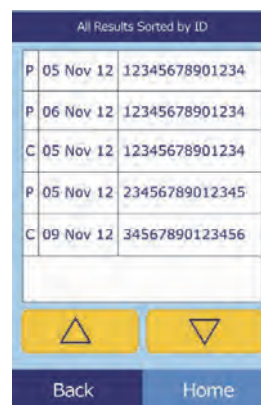 All Results Sorted by ID
P 05 Nov 12 12345678901234
P 06 Nov 12 12345678901234
C 05 Nov 12 12345678901234
P 05 Nov 12 23456789012345
C 09 Nov 12 34567890123456
Back Home